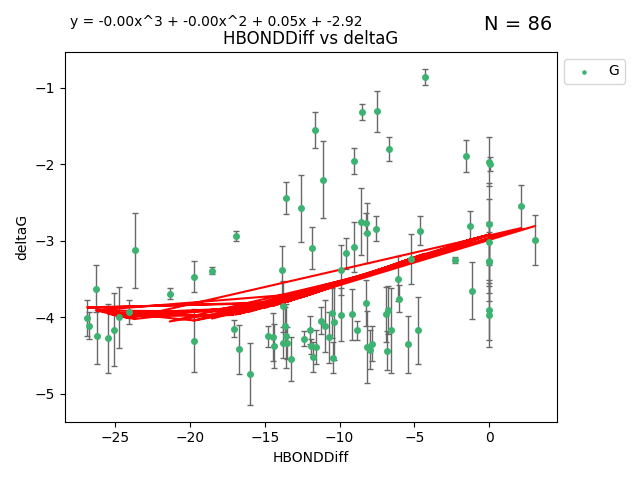 y = -0.00x^3 + -0.00x^2 + 0.05x + -2.92
N = 86
HBONDDiff vs deltaG
G
deltaG
−1
−2
−3
−4
−5
−25
−20
−15
−10
−5
0
HBONDDiff